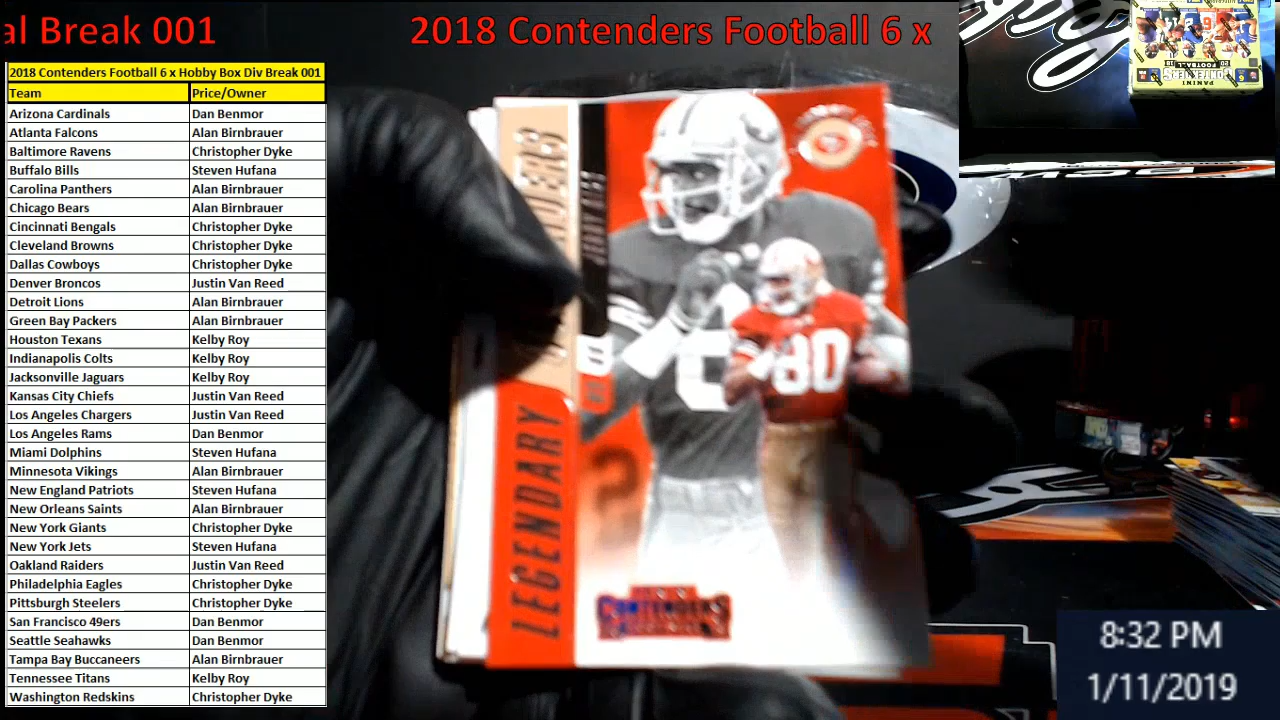 al Break 001
2018 Contenders Football 6 x
2018 Contenders Football 6 x Hobby Box Div Break 001
Team Price/Owner
Arizona Cardinals Dan Benmor
Atlanta Falcons Alan Birnbrauer
Baltimore Ravens Christopher Dyke
Buffalo Bills Steven Hufana
Carolina Panthers Alan Birnbrauer
Chicago Bears Alan Birnbrauer
Cincinnati Bengals Christopher Dyke
Cleveland Browns Christopher Dyke
Dallas Cowboys Christopher Dyke
Denver Broncos Justin Van Reed
Detroit Lions Alan Birnbrauer
Green Bay Packers Alan Birnbrauer
Houston Texans Kelby Roy
Indianapolis Colts Kelby Roy
Jacksonville Jaguars Kelby Roy
Kansas City Chiefs Justin Van Reed
Los Angeles Chargers Justin Van Reed
Los Angeles Rams Dan Benmor
Miami Dolphins Steven Hufana
Minnesota Vikings Alan Birnbrauer
New England Patriots Steven Hufana
New Orleans Saints Alan Birnbrauer
New York Giants Christopher Dyke
New York Jets Steven Hufana
Oakland Raiders Justin Van Reed
Philadelphia Eagles Christopher Dyke
Pittsburgh Steelers Christopher Dyke
San Francisco 49ers Dan Benmor
Seattle Seahawks Dan Benmor
Tampa Bay Buccaneers Alan Birnbrauer
Tennessee Titans Kelby Roy
Washington Redskins Christopher Dyke
LEGENDARY
80
CONTENDERS
PANINI
CONTENDERS
FOOTBALL
8:32 PM
1/11/2019